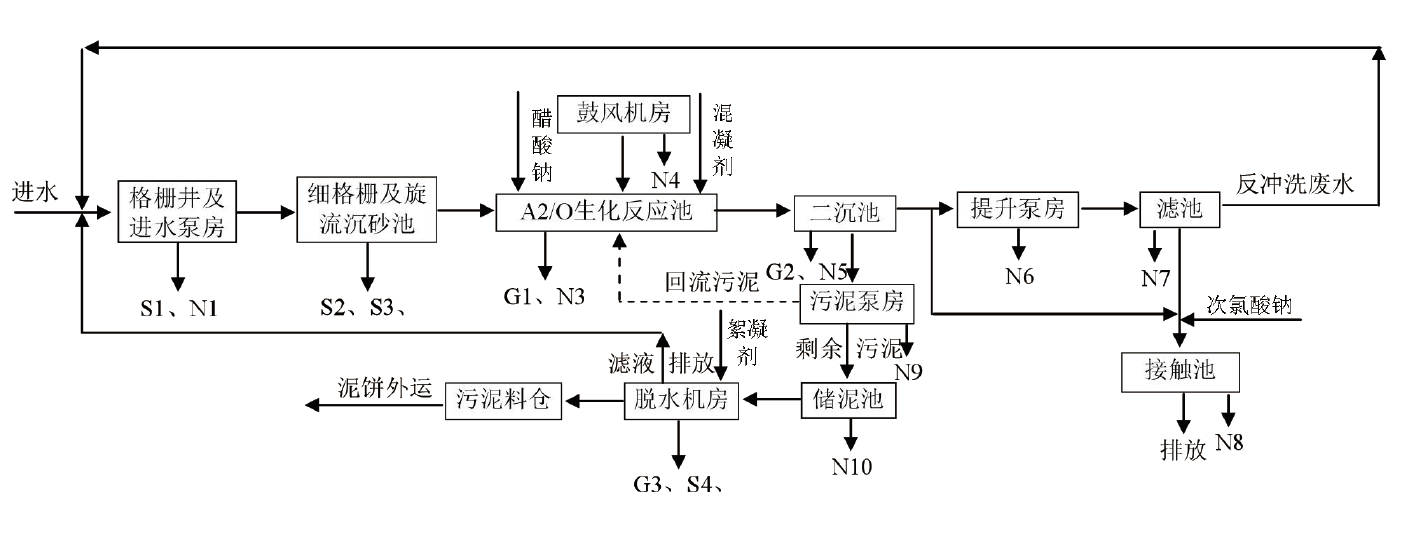 进水
格栅井及
进水泵房
S1、N1
细格栅及旋
流沉砂池
S2、S3、
醋酸钠
鼓风机房
N4
混凝剂
A2/O生化反应池
G1、N3
二沉池
G2、N5
提升泵房
N6
滤池
N7
反冲洗废水
回流污泥
污泥泵房
N9
剩余 污泥
次氯酸钠
接触池
排放
N8
絮凝剂
滤液 排放
泥饼外运
污泥料仓
脱水机房
储泥池
N10
G3、S4、